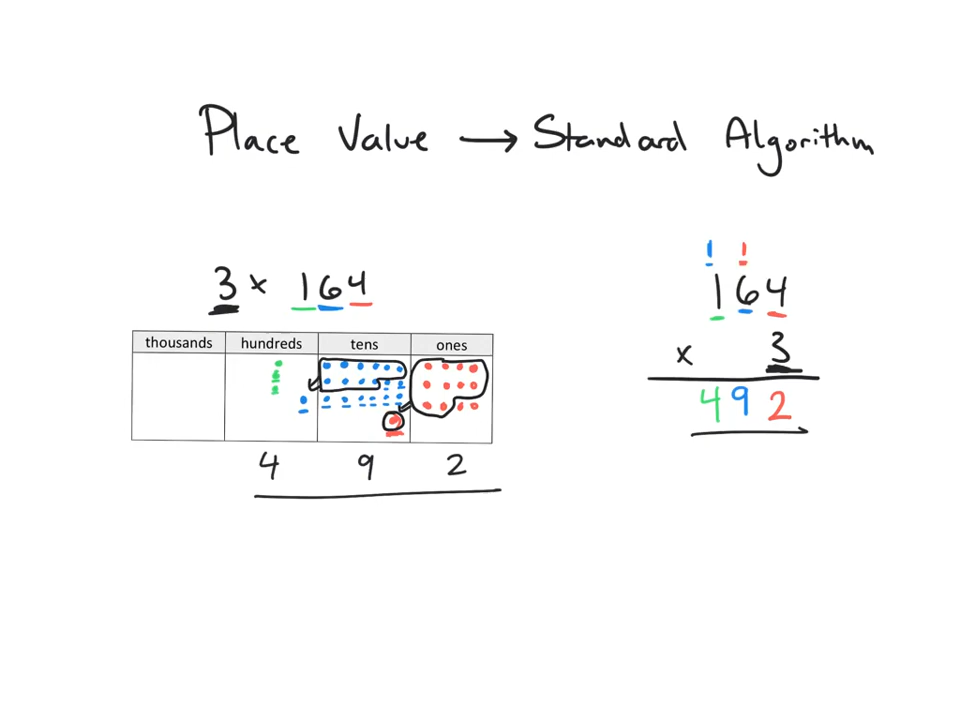 Place Value → Standard Algorithm
3 × 164
thousands hundreds tens ones
4 9 2
1 1
164
× 3
492